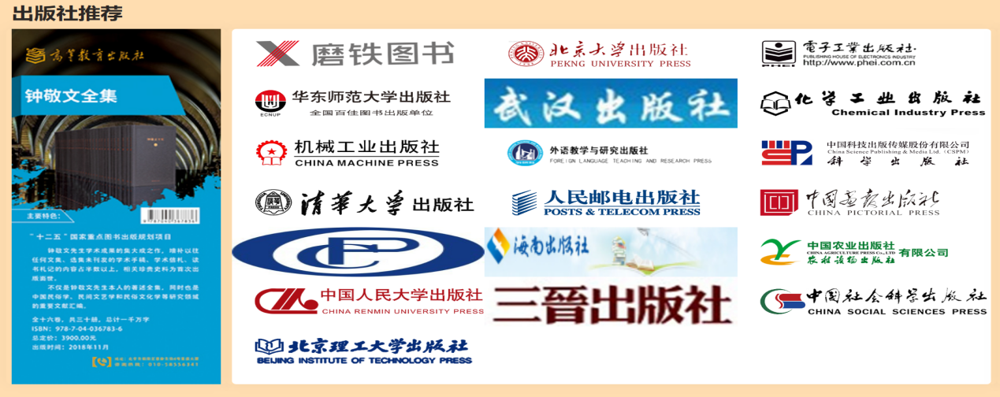 出版社推荐
高等教育出版社
钟敬文全集
主要特色：
"十二五"国家重点图书出版规划项目
钟敬文先生学术成果的集大成之作，增补以往
任何文集、选集未刊发的学术手稿、学术信札、读
书札记的内容占半数以上，相关珍贵史料为首次出
版面世。
不仅是钟敬文先生本人的著述全集，同时也是
中国民俗学、民间文艺学和民俗文化学等研究领域
的重要文献汇编。
全十六卷，共三十册，总计一千万字
ISBN：978-7-04-036783-6
总定价：3900.00元
出版时间：2018年11月
磨铁图书
北京大学出版社
PEKNG UNIVERSITY PRESS
電子工業出版社·
PUBLISHING HOUSE OF ELECTRONICS INDUSTRY
http://www.phei.com.cn
PHEI
华东师范大学出版社
全国百佳图书出版单位
ECNUP
武汉出版社
化学工业出版社
Chemical Industry Press
机械工业出版社
CHINA MACHINE PRESS
外语教学与研究出版社
FOREIGN LANGUAGE TEACHING AND RESEARCH PRESS
中国科技出版传媒股份有限公司
China Science Publishing & Media Ltd.（CSPM）
科学出版社
清华大学出版社
人民邮电出版社
POSTS & TELECOM PRESS
中国画报出版社
CHINA PICTORIAL PRESS
海南出版社
中国农业出版社
CHINA AGRICULTURE PRESS Co., LTD
农村读物出版社
有限公司
中国人民大学出版社
CHINA RENMIN UNIVERSITY PRESS
三晉出版社
中国社会科学出版社
CHINA SOCIAL SCIENCES PRESS
北京理工大学出版社
BEIJING INSTITUTE OF TECHNOLOGY PRESS